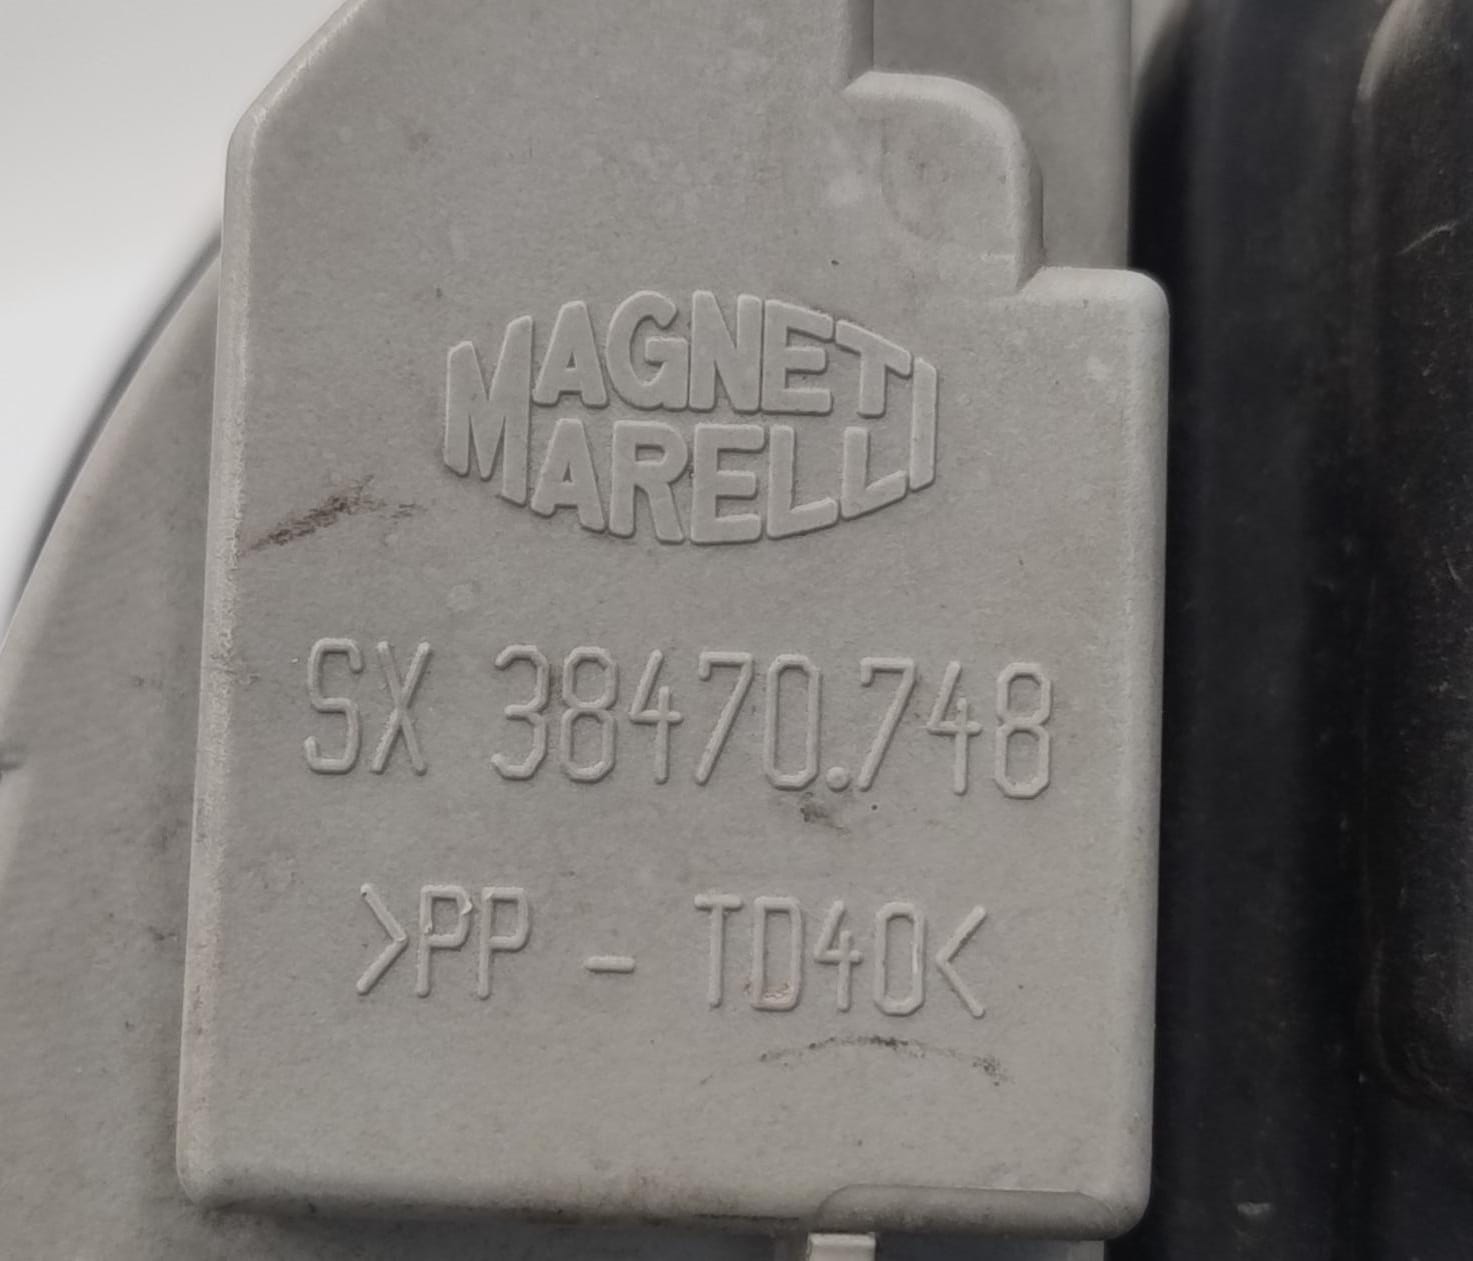 MAGNETI
MARELLI
SX 38470.748
>PP - TD40<